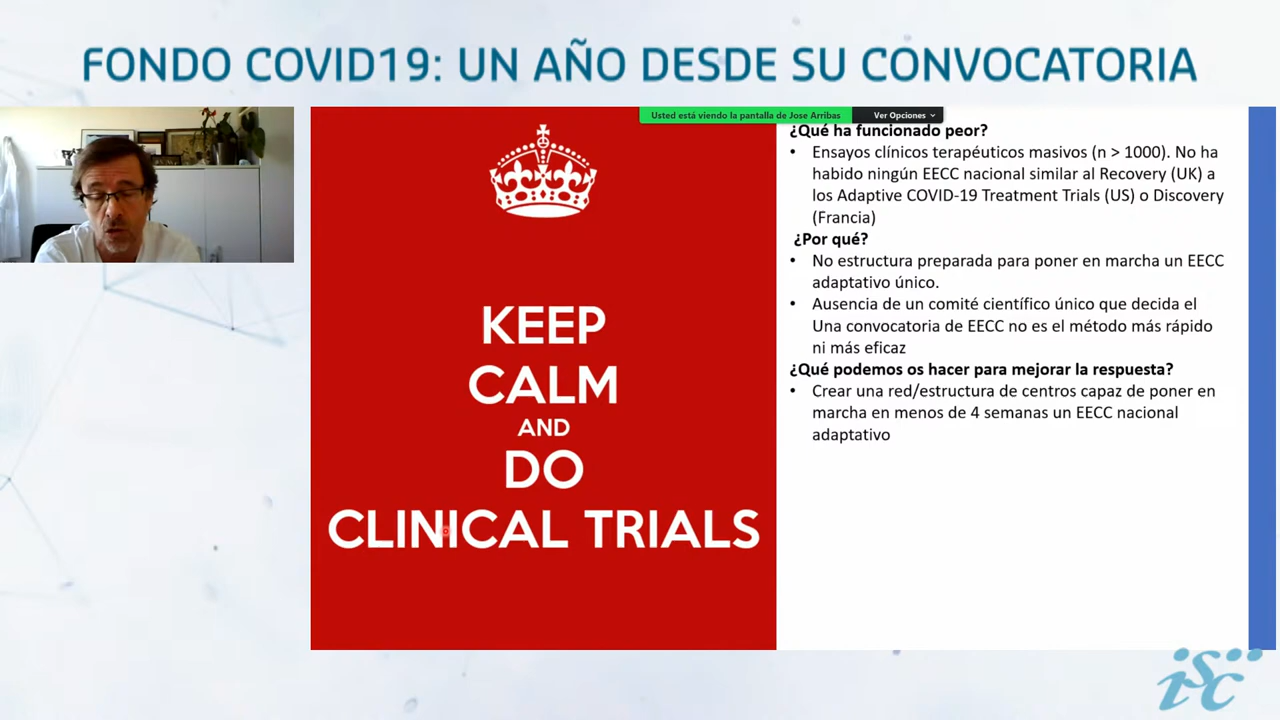 FONDO COVID19: UN AÑO DESDE SU CONVOCATORIA
Usted está viendo la pantalla de Jose Arribas
Ver Opciones
KEEP
CALM
AND
DO
CLINICAL TRIALS
¿Qué ha funcionado peor?
• Ensayos clínicos terapéuticos masivos (n > 1000). No ha
habido ningún EECC nacional similar al Recovery (UK) a
los Adaptive COVID-19 Treatment Trials (US) o Discovery
(Francia)
¿Por qué?
• No estructura preparada para poner en marcha un EECC
adaptativo único.
• Ausencia de un comité científico único que decida el
Una convocatoria de EECC no es el método más rápido
ni más eficaz
¿Qué podemos os hacer para mejorar la respuesta?
• Crear una red/estructura de centros capaz de poner en
marcha en menos de 4 semanas un EECC nacional
adaptativo
isc